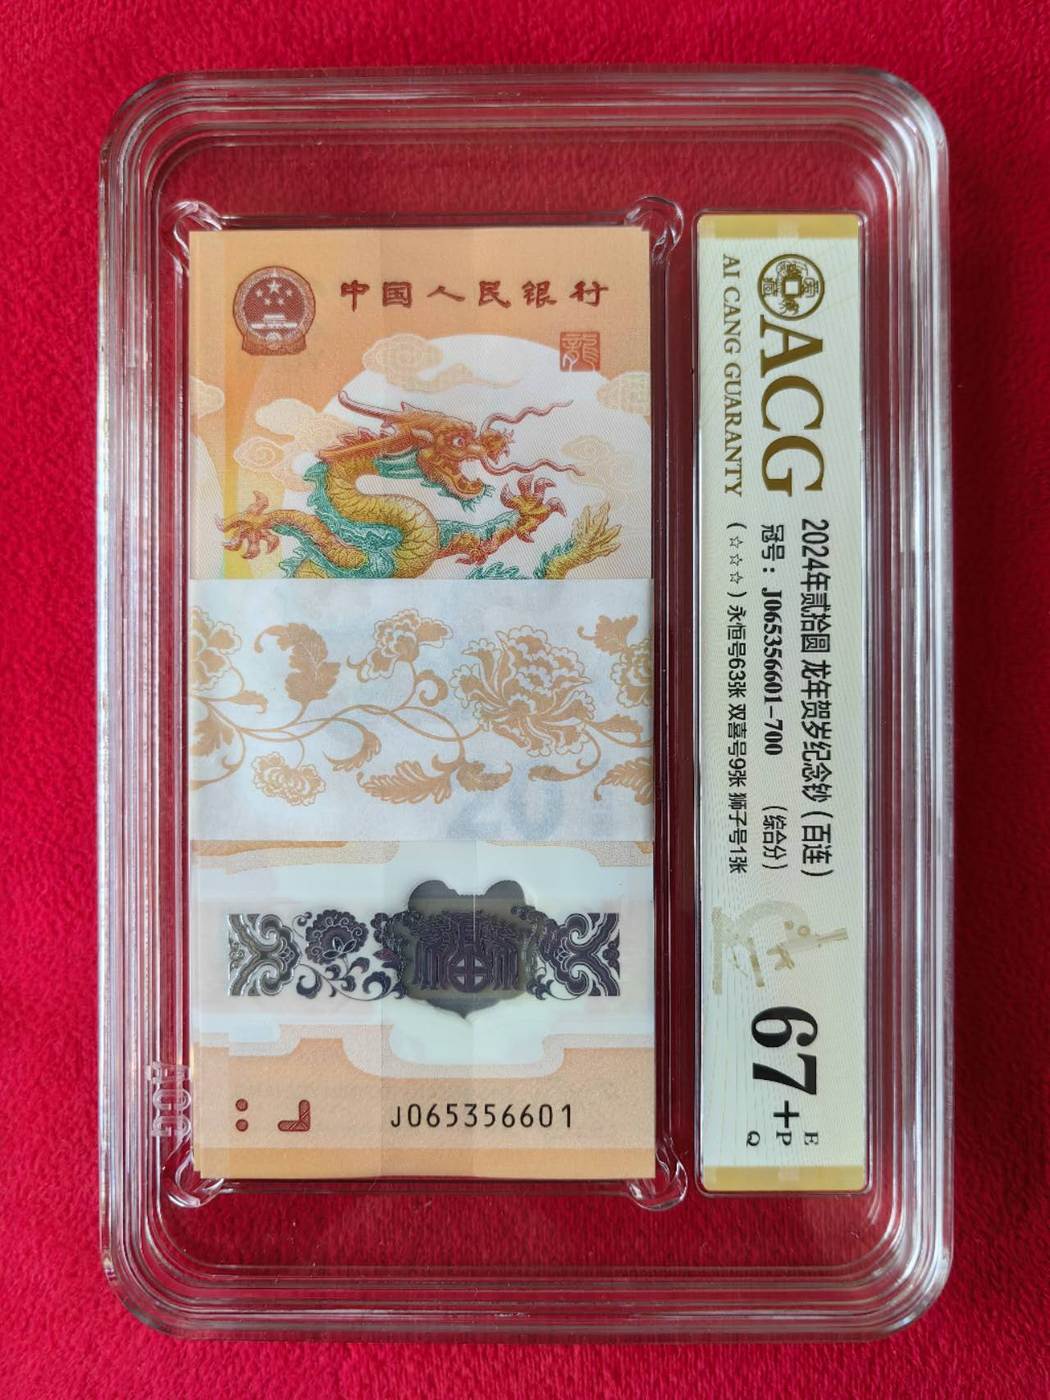 中国人民银行
龍
J065356601
ACG
AI CANG GUARANTY
2024年贰拾圆 龙年贺岁纪念钞(百连)
冠号:J065356601-700 (综合分)
(☆☆☆)永恒号63张 双喜号9张 狮子号1张
67+
E
P
Q
ACG